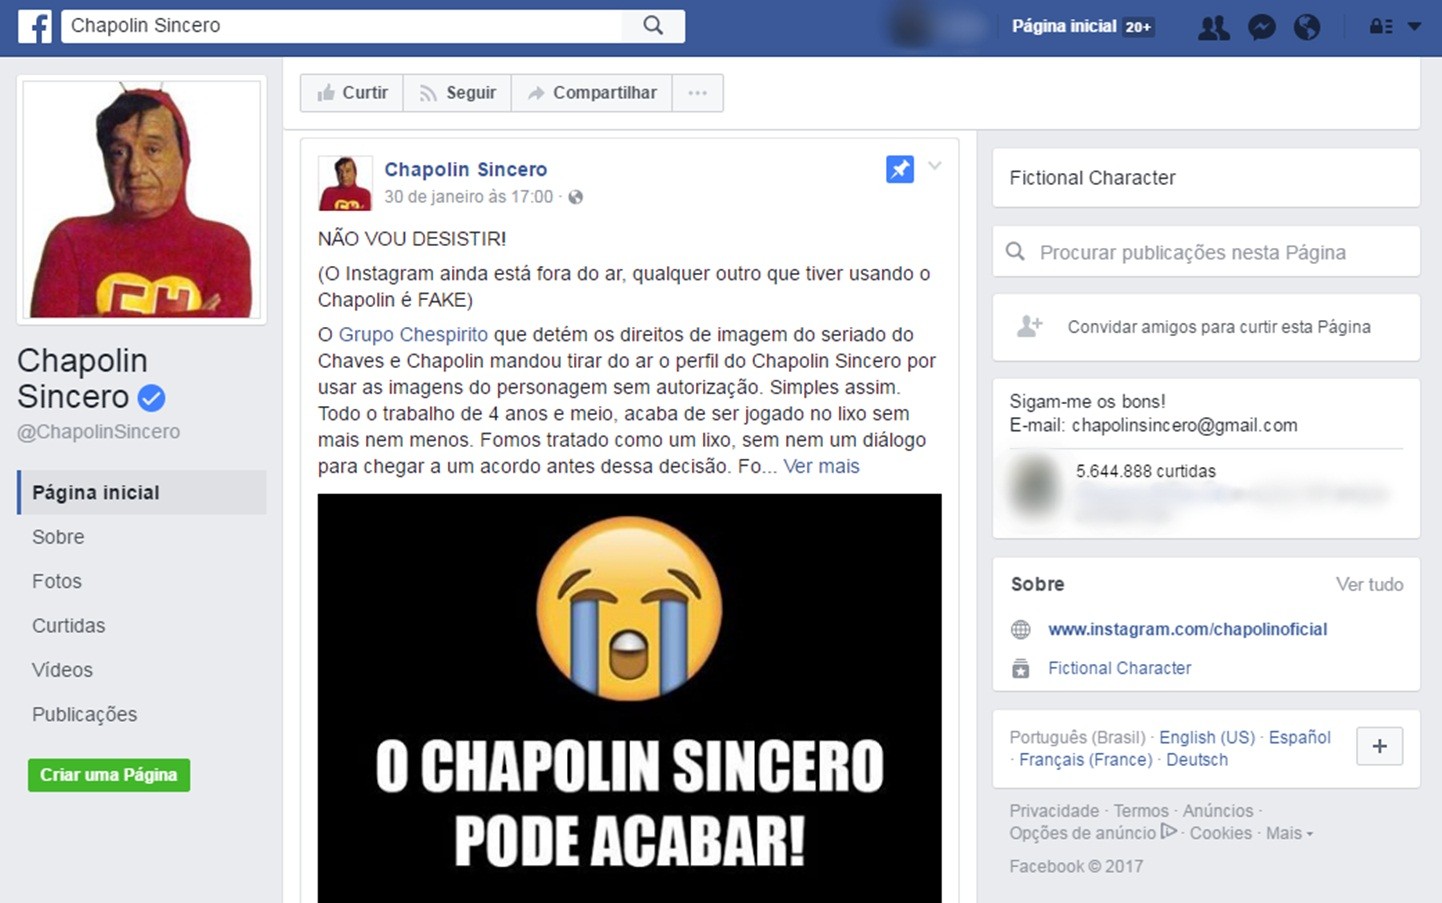 f
Chapolin Sincero
Página inicial 20+
CH
Chapolin
Sincero
@ChapolinSincero
Página inicial
Sobre
Fotos
Curtidas
Vídeos
Publicações
Criar uma Página
Curtir
Seguir
Compartilhar
Chapolin Sincero
30 de janeiro às 17:00 ·
NÃO VOU DESISTIR!
(O Instagram ainda está fora do ar, qualquer outro que tiver usando o
Chapolin é FAKE)
O Grupo Chespirito que detém os direitos de imagem do seriado do
Chaves e Chapolin mandou tirar do ar o perfil do Chapolin Sincero por
usar as imagens do personagem sem autorização. Simples assim.
Todo o trabalho de 4 anos e meio, acaba de ser jogado no lixo sem
mais nem menos. Fomos tratado como um lixo, sem nem um diálogo
para chegar a um acordo antes dessa decisão. Fo... Ver mais
O CHAPOLIN SINCERO
PODE ACABAR!
Fictional Character
Procurar publicações nesta Página
Convidar amigos para curtir esta Página
Sigam-me os bons!
E-mail: chapolinsincero@gmail.com
5.644.888 curtidas
Sobre
Ver tudo
www.instagram.com/chapolinoficial
Fictional Character
Português (Brasil) · English (US) · Español
· Français (France) · Deutsch
Privacidade · Termos · Anúncios ·
Opções de anúncio · Cookies · Mais
Facebook © 2017